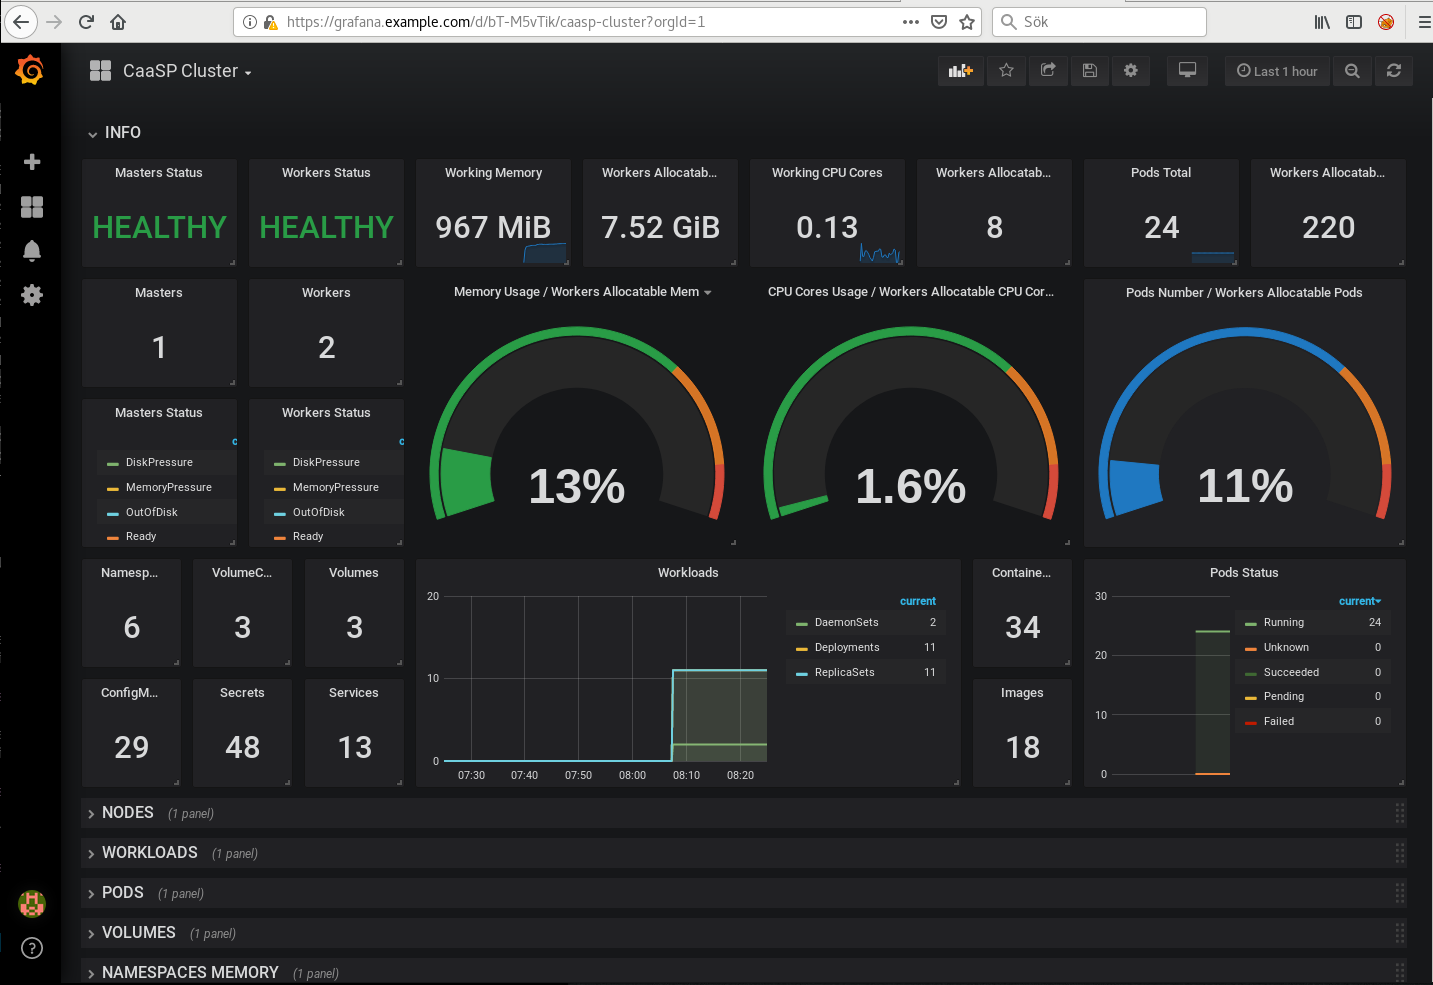 https://grafana.example.com/d/bT-M5vTik/caasp-cluster?orgId=1
Sök
CaaSP Cluster
Last 1 hour
INFO
Masters Status
HEALTHY
Workers Status
HEALTHY
Working Memory
967 MiB
Workers Allocatab...
7.52 GiB
Working CPU Cores
0.13
Workers Allocatab...
8
Pods Total
24
Workers Allocatab...
220
Masters
1
Workers
2
Masters Status
c
DiskPressure
MemoryPressure
OutOfDisk
Ready
Workers Status
c
DiskPressure
MemoryPressure
OutOfDisk
Ready
Memory Usage / Workers Allocatable Mem
13%
CPU Cores Usage / Workers Allocatable CPU Cor...
1.6%
Pods Number / Workers Allocatable Pods
11%
Namesp...
6
VolumeC...
3
Volumes
3
ConfigM...
29
Secrets
48
Services
13
Workloads
20
10
0
07:30 07:40 07:50 08:00 08:10 08:20
current
DaemonSets 2
Deployments 11
ReplicaSets 11
Containe...
34
Images
18
Pods Status
30
20
10
0
current
Running 24
Unknown 0
Succeeded 0
Pending 0
Failed 0
NODES (1 panel)
WORKLOADS (1 panel)
PODS (1 panel)
VOLUMES (1 panel)
NAMESPACES MEMORY (1 panel)